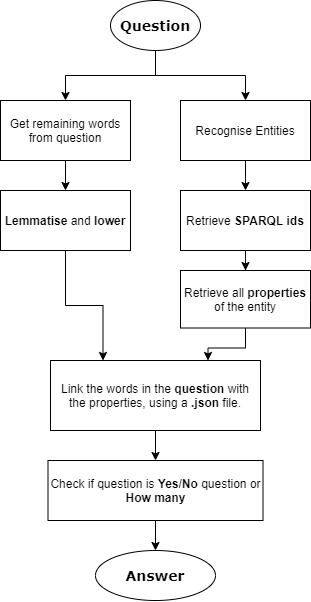 Question
Get remaining words
from question
Recognise Entities
Lemmatise and lower
Retrieve SPARQL ids
Retrieve all properties
of the entity
Link the words in the question with
the properties, using a .json file.
Check if question is Yes/No question or
How many
Answer